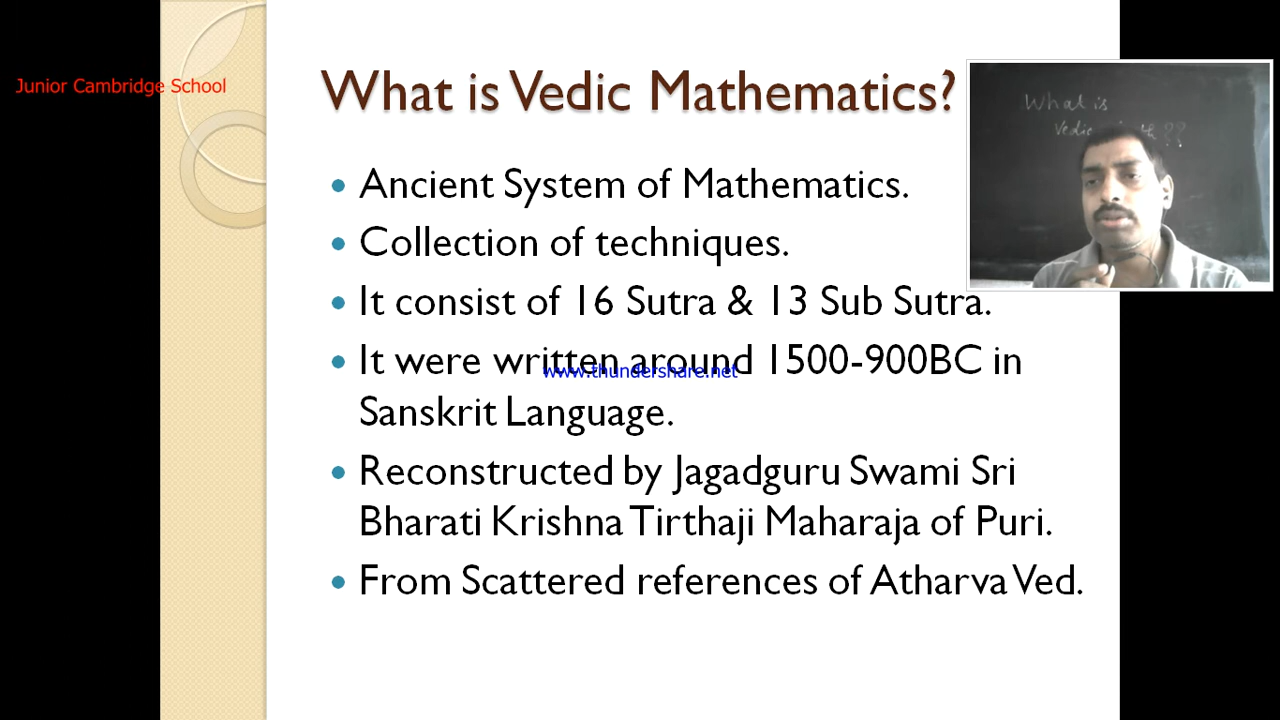 Junior Cambridge School
What is Vedic Mathematics?
What is
• Ancient System of Mathematics.
• Collection of techniques.
• It consist of 16 Sutra & 13 Sub Sutra.
• It were written around 1500-900BC in
www.thundershare.net
Sanskrit Language.
• Reconstructed by Jagadguru Swami Sri
Bharati Krishna Tirthaji Maharaja of Puri.
• From Scattered references of Atharva Ved.